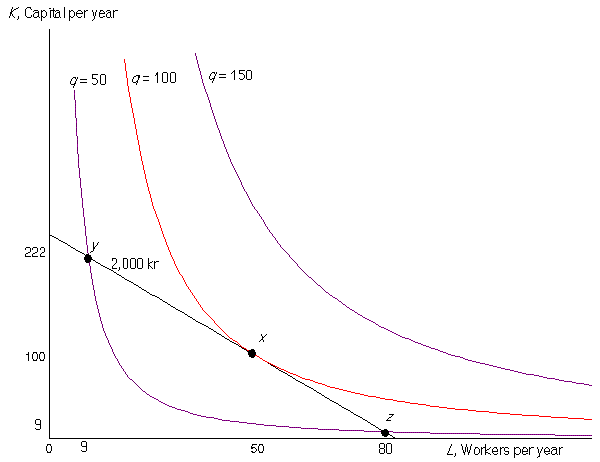 K, Capital per year
q = 50
q = 100
q = 150
222
y
2,000 kr
x
100
z
9
0
9
50
80
L, Workers per year